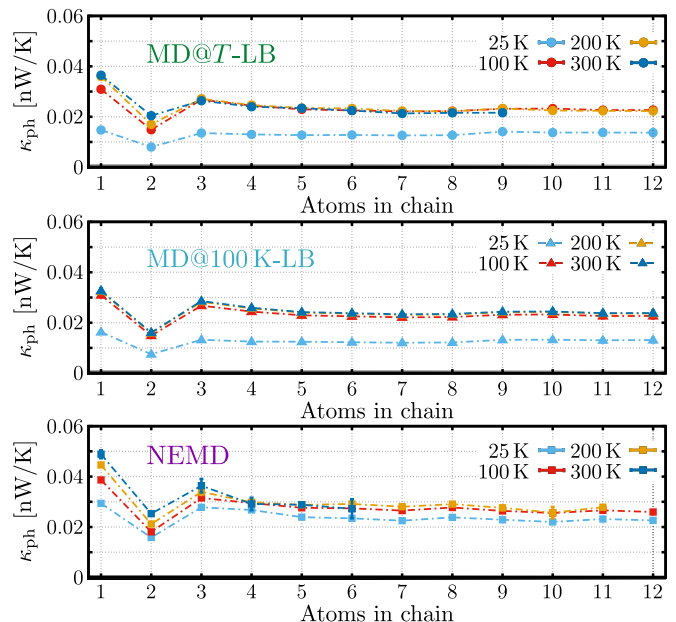 0.06
MD@T-LB
25 K 200 K
100 K 300 K
0.04
κph [nW/K]
0.02
0
1 2 3 4 5 6 7 8 9 10 11 12
Atoms in chain
0.06
MD@100 K-LB
25 K 200 K
100 K 300 K
0.04
κph [nW/K]
0.02
0
1 2 3 4 5 6 7 8 9 10 11 12
Atoms in chain
0.06
NEMD
25 K 200 K
100 K 300 K
0.04
κph [nW/K]
0.02
0
1 2 3 4 5 6 7 8 9 10 11 12
Atoms in chain